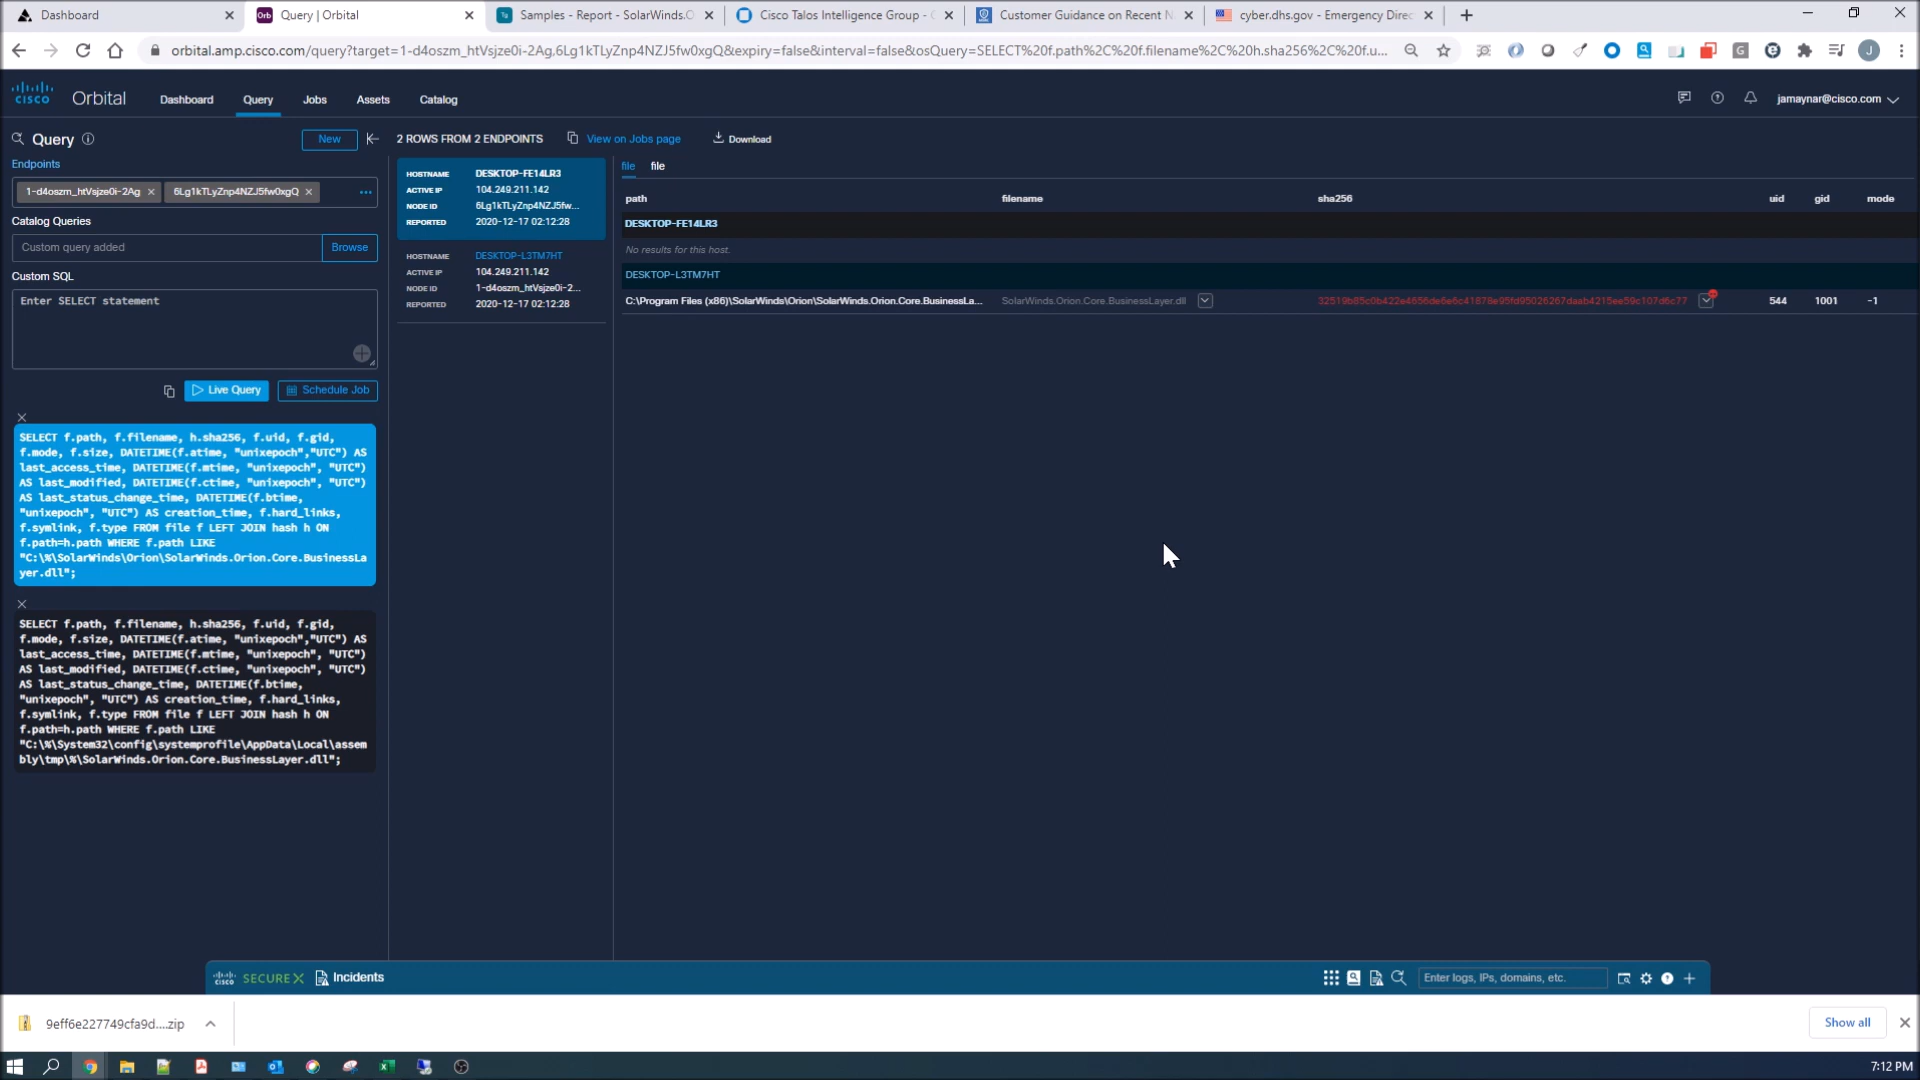 Dashboard
Query | Orbital
Samples - Report - SolarWinds.O
Cisco Talos Intelligence Group - C
Customer Guidance on Recent N
cyber.dhs.gov - Emergency Direc
orbital.amp.cisco.com/query?target=1-d4oszm_htVsjze0i-2Ag,6Lg1kTLyZnp4NZJ5fw0xgQ&expiry=false&interval=false&osQuery=SELECT%20f.path%2C%20f.filename%2C%20h.sha256%2C%20f.u...
CISCO Orbital Dashboard Query Jobs Assets Catalog jamaynar@cisco.com
Query New
Endpoints
1-d4oszm_htVsjze0i-2Ag 6Lg1kTLyZnp4NZJ5fw0xgQ ...
Catalog Queries
Custom query added Browse
Custom SQL
Enter SELECT statement
Live Query Schedule Job
SELECT f.path, f.filename, h.sha256, f.uid, f.gid,
f.mode, f.size, DATETIME(f.atime, "unixepoch","UTC") AS
last_access_time, DATETIME(f.mtime, "unixepoch", "UTC")
AS last_modified, DATETIME(f.ctime, "unixepoch", "UTC")
AS last_status_change_time, DATETIME(f.btime,
"unixepoch", "UTC") AS creation_time, f.hard_links,
f.symlink, f.type FROM file f LEFT JOIN hash h ON
f.path=h.path WHERE f.path LIKE
"C:\%\SolarWinds\Orion\SolarWinds.Orion.Core.BusinessLa
yer.dll";
SELECT f.path, f.filename, h.sha256, f.uid, f.gid,
f.mode, f.size, DATETIME(f.atime, "unixepoch","UTC") AS
last_access_time, DATETIME(f.mtime, "unixepoch", "UTC")
AS last_modified, DATETIME(f.ctime, "unixepoch", "UTC")
AS last_status_change_time, DATETIME(f.btime,
"unixepoch", "UTC") AS creation_time, f.hard_links,
f.symlink, f.type FROM file f LEFT JOIN hash h ON
f.path=h.path WHERE f.path LIKE
"C:\%\System32\config\systemprofile\AppData\Local\assem
bly\tmp\%\SolarWinds.Orion.Core.BusinessLayer.dll";
2 ROWS FROM 2 ENDPOINTS View on Jobs page Download
HOSTNAME DESKTOP-FE14LR3
ACTIVE IP 104.249.211.142
NODE ID 6Lg1kTLyZnp4NZJ5fw...
REPORTED 2020-12-17 02:12:28
HOSTNAME DESKTOP-L3TM7HT
ACTIVE IP 104.249.211.142
NODE ID 1-d4oszm_htVsjze0i-2...
REPORTED 2020-12-17 02:12:28
file file
path filename sha256 uid gid mode
DESKTOP-FE14LR3
No results for this host.
DESKTOP-L3TM7HT
C:\Program Files (x86)\SolarWinds\Orion\SolarWinds.Orion.Core.BusinessLa... SolarWinds.Orion.Core.BusinessLayer.dll 32519b85c0b422e4656de6e6c41878e95fd95026267daab4215ee59c107d6c77 544 1001 -1
CISCO SECUREX Incidents Enter logs, IPs, domains, etc.
9eff6e227749cfa9d....zip Show all
7:12 PM